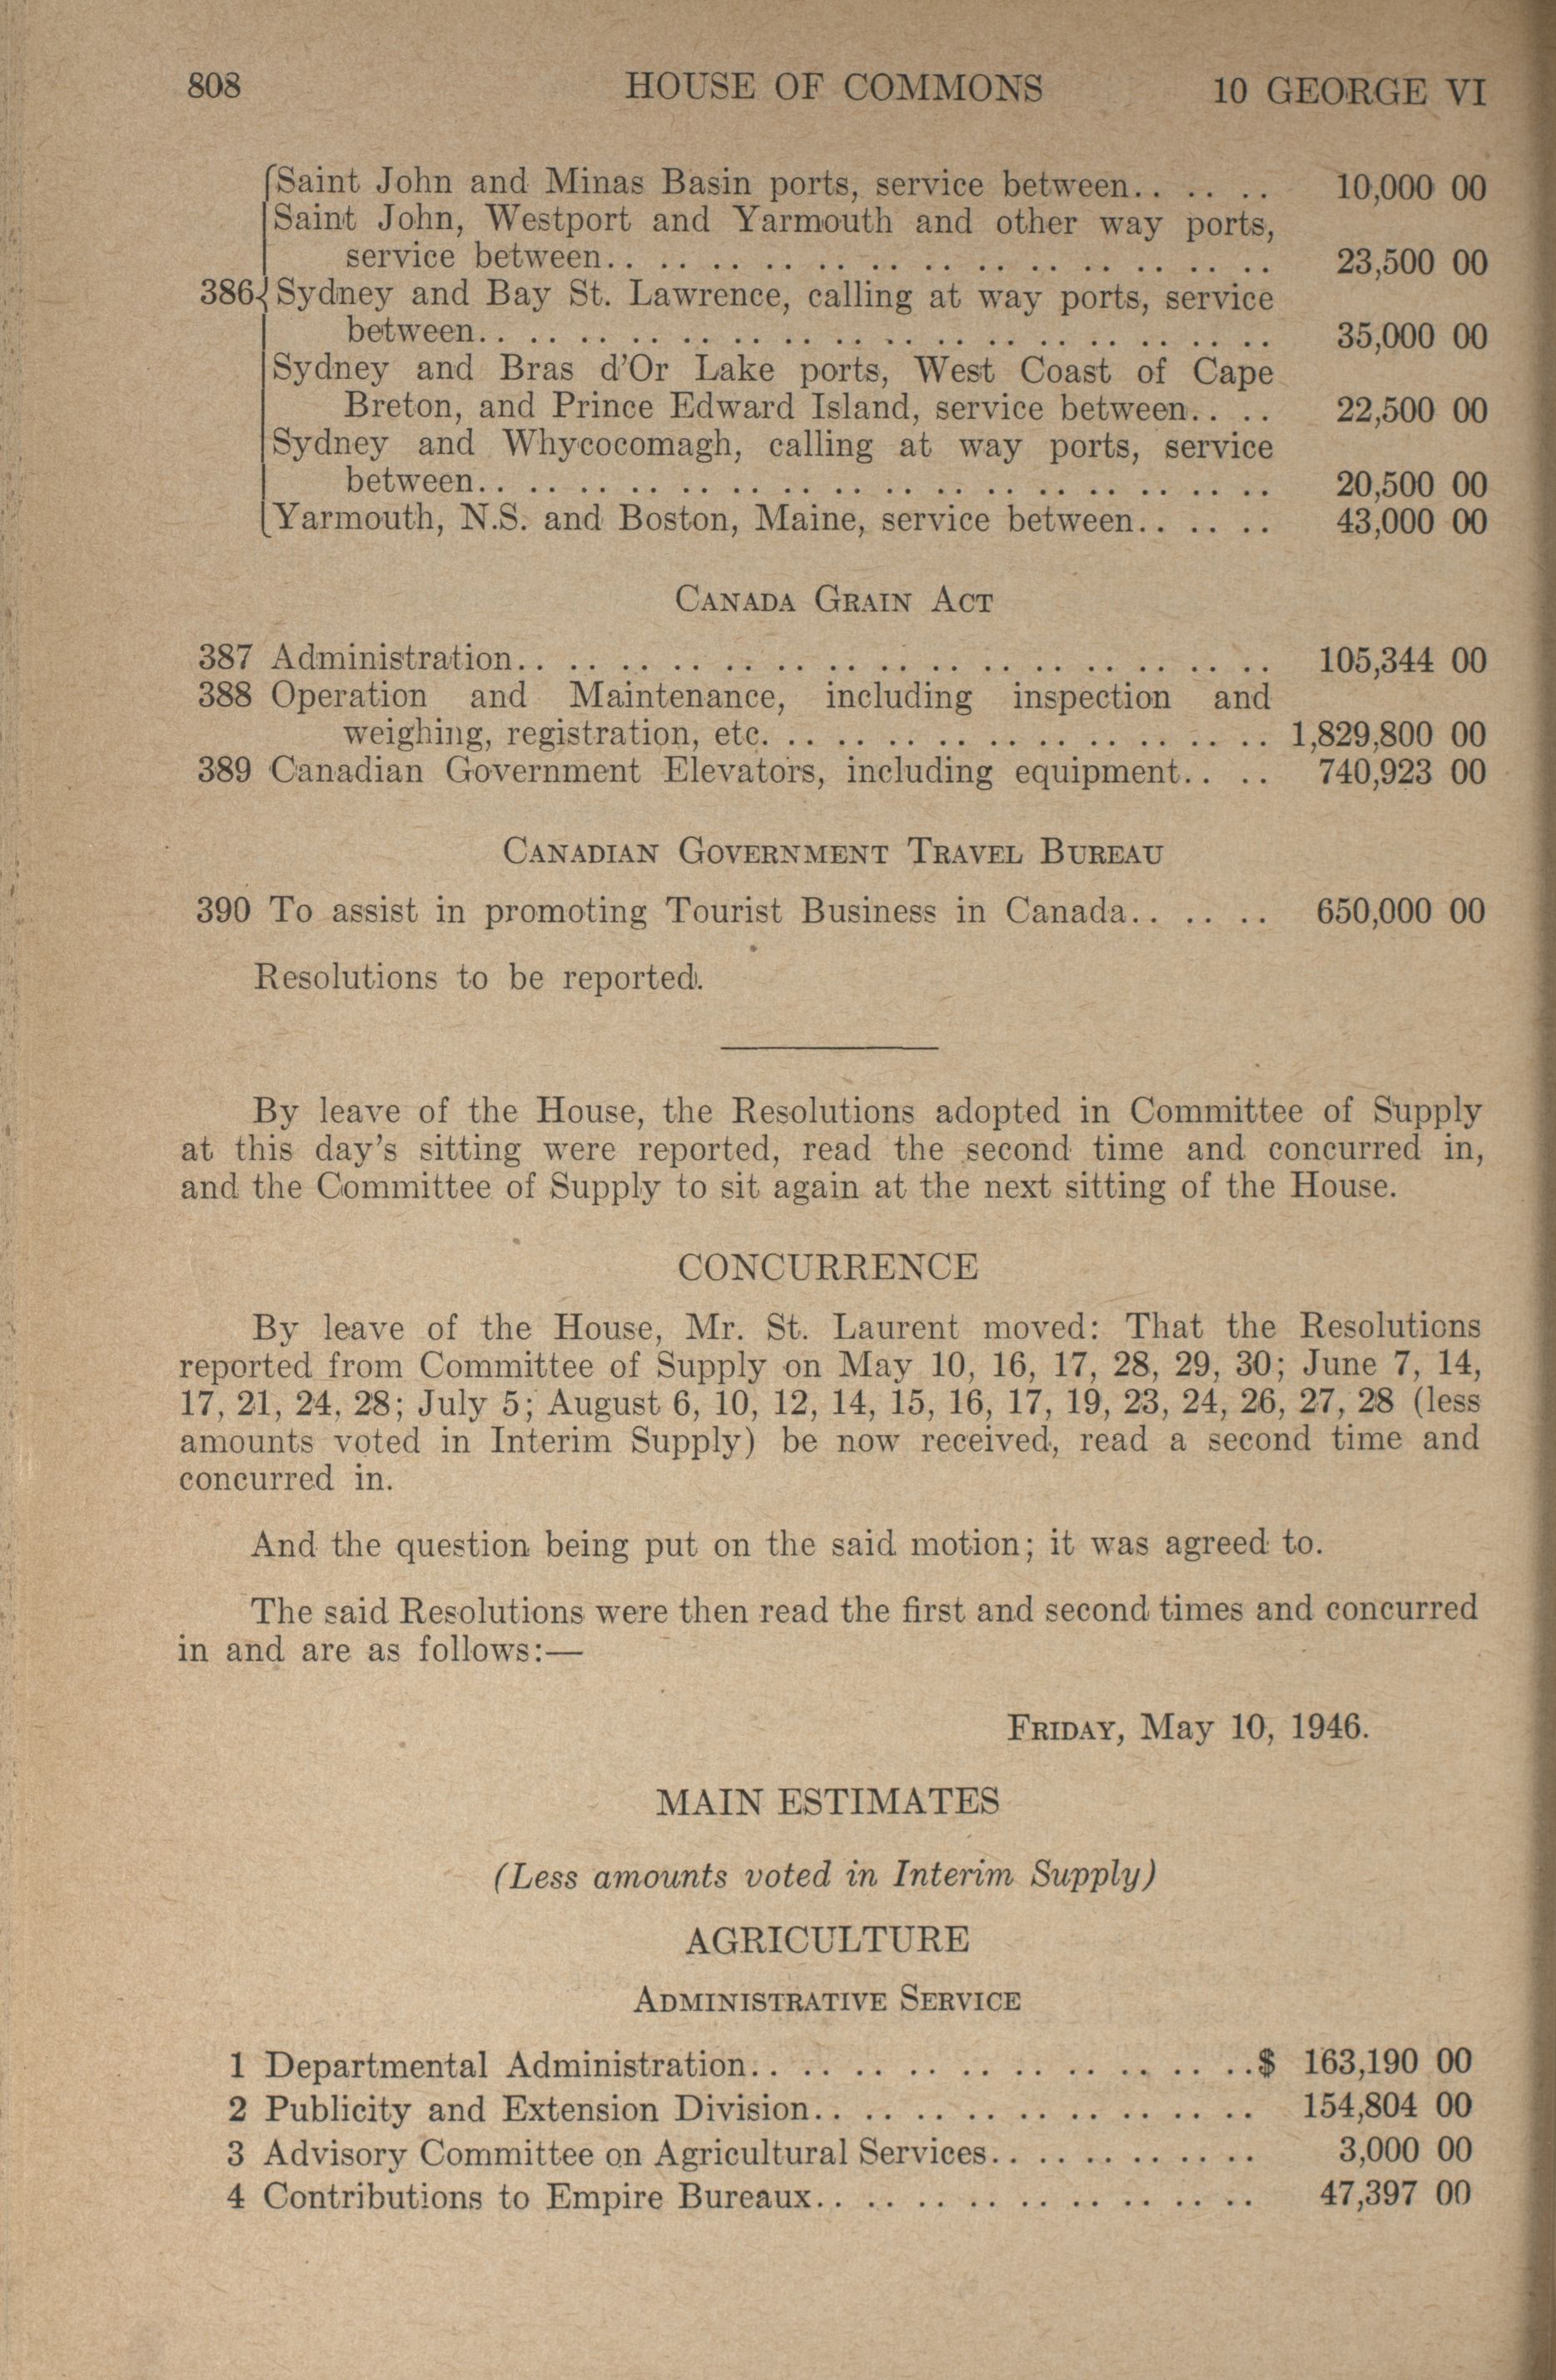 808 HOUSE OF COMMONS 10 GEORGE VI
Saint John and Minas Basin ports, service between.. .. .. 10,000 00
Saint John, Westport and Yarmouth and other way ports,
service between.. .. .. .. .. .. .. .. .. .. .. .. .. 23,500 00
386 Sydney and Bay St. Lawrence, calling at way ports, service
between.. .. .. .. .. .. .. .. .. .. .. .. .. .. .. .. 35,000 00
Sydney and Bras d'Or Lake ports, West Coast of Cape
Breton, and Prince Edward Island, service between.. .. 22,500 00
Sydney and Whycocomagh, calling at way ports, service
between.. .. .. .. .. .. .. .. .. .. .. .. .. .. .. .. 20,500 00
Yarmouth, N.S. and Boston, Maine, service between.. .. .. 43,000 00
CANADA GRAIN ACT
387 Administration.. .. .. .. .. .. .. .. .. .. .. .. .. .. .. 105,344 00
388 Operation and Maintenance, including inspection and
weighing, registration, etc. .. .. .. .. .. .. .. .. .. .. 1,829,800 00
389 Canadian Government Elevators, including equipment.. .. 740,923 00
CANADIAN GOVERNMENT TRAVEL BUREAU
390 To assist in promoting Tourist Business in Canada.. .. .. 650,000 00
Resolutions to be reported.
By leave of the House, the Resolutions adopted in Committee of Supply
at this day's sitting were reported, read the second time and concurred in,
and the Committee of Supply to sit again at the next sitting of the House.
CONCURRENCE
By leave of the House, Mr. St. Laurent moved: That the Resolutions
reported from Committee of Supply on May 10, 16, 17, 28, 29, 30; June 7, 14,
17, 21, 24, 28; July 5; August 6, 10, 12, 14, 15, 16, 17, 19, 23, 24, 26, 27, 28 (less
amounts voted in Interim Supply) be now received, read a second time and
concurred in.
And the question being put on the said motion; it was agreed to.
The said Resolutions were then read the first and second times and concurred
in and are as follows:—
FRIDAY, May 10, 1946.
MAIN ESTIMATES
(Less amounts voted in Interim Supply)
AGRICULTURE
ADMINISTRATIVE SERVICE
1 Departmental Administration.. .. .. .. .. .. .. .. .. ..$ 163,190 00
2 Publicity and Extension Division.. .. .. .. .. .. .. .. .. 154,804 00
3 Advisory Committee on Agricultural Services.. .. .. .. .. .. 3,000 00
4 Contributions to Empire Bureaux.. .. .. .. .. .. .. .. .. 47,397 00